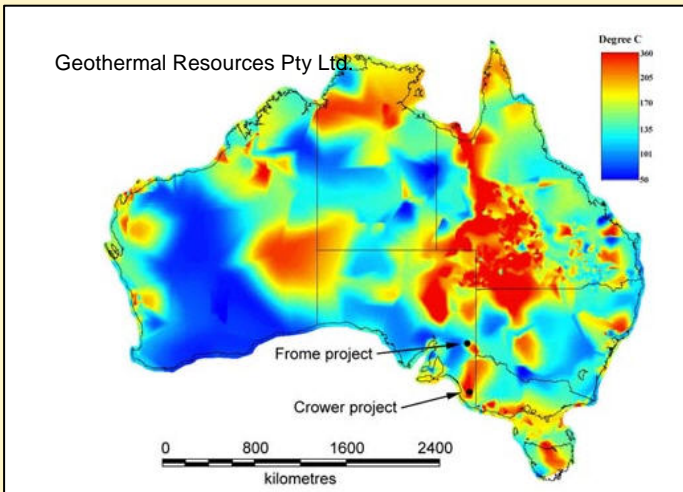 Degree C
Geothermal Resources Pty Ltd.
360
205
170
135
101
50
Frome project
Crower project
0 800 1600 2400
kilometres